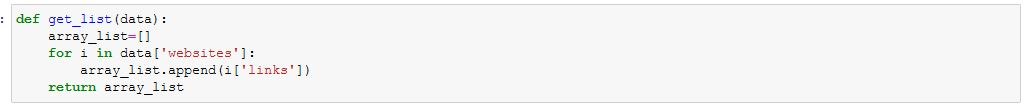 : def get_list(data):
    array_list=[]
    for i in data['websites']:
        array_list.append(i['links'])
    return array_list